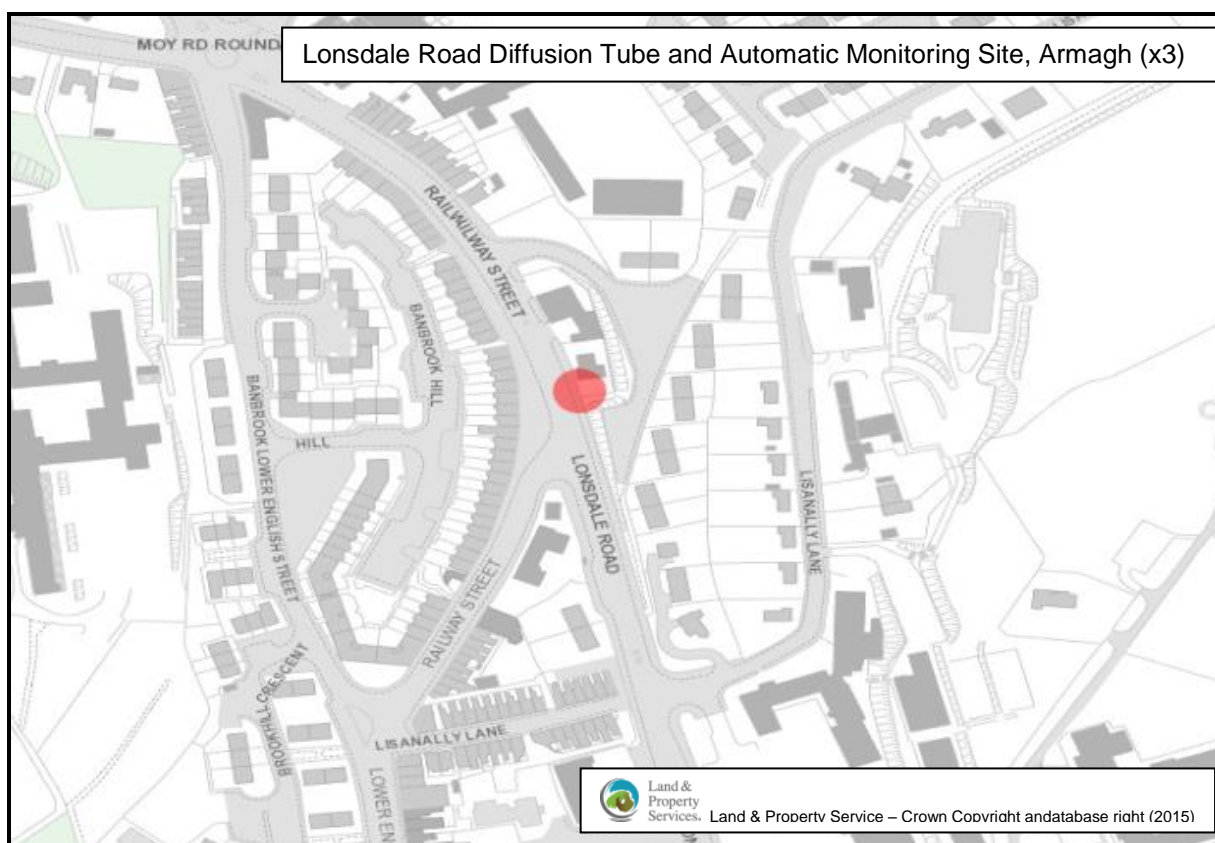 MOY RD ROUND
Lonsdale Road Diffusion Tube and Automatic Monitoring Site, Armagh (x3)
RAILWILWAY STREET
BANBROOK HILL
HILL
BANBROOK LOWER ENGLISH STREET
LONSDALE ROAD
LISANALLY LANE
RAILWAY STREET
CRESCENT
BROOKHILL
LISANALLY LANE
LOWER EN
Land &
Property
Services.
Land & Property Service – Crown Copyright andatabase right (2015)